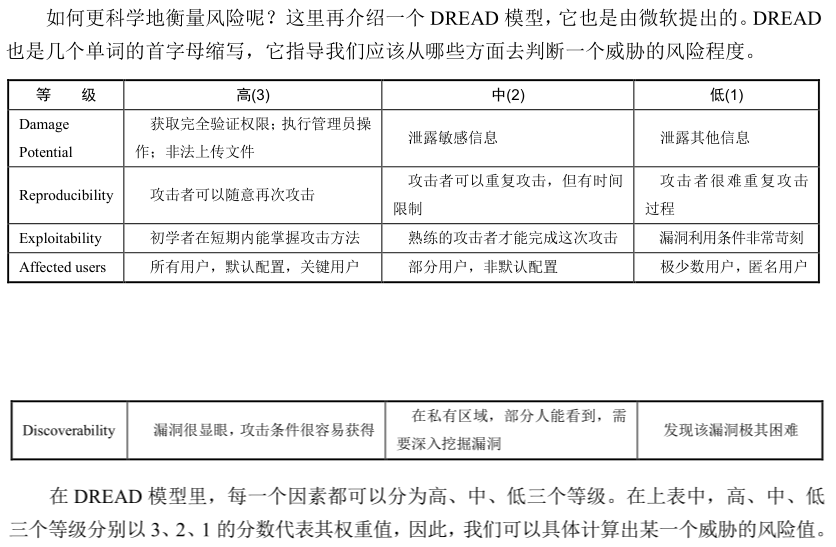 如何更科学地衡量风险呢？这里再介绍一个 DREAD 模型，它也是由微软提出的。DREAD
也是几个单词的首字母缩写，它指导我们应该从哪些方面去判断一个威胁的风险程度。
等 级 高(3) 中(2) 低(1)
Damage
Potential
获取完全验证权限；执行管理员操
作；非法上传文件
泄露敏感信息
泄露其他信息
Reproducibility
攻击者可以随意再次攻击
攻击者可以重复攻击，但有时间
限制
攻击者很难重复攻击
过程
Exploitability 初学者在短期内能掌握攻击方法 熟练的攻击者才能完成这次攻击 漏洞利用条件非常苛刻
Affected users 所有用户，默认配置，关键用户 部分用户，非默认配置 极少数用户，匿名用户
Discoverability
漏洞很显眼，攻击条件很容易获得
在私有区域，部分人能看到，需
要深入挖掘漏洞
发现该漏洞极其困难
在 DREAD 模型里，每一个因素都可以分为高、中、低三个等级。在上表中，高、中、低
三个等级分别以 3、2、1 的分数代表其权重值，因此，我们可以具体计算出某一个威胁的风险值。